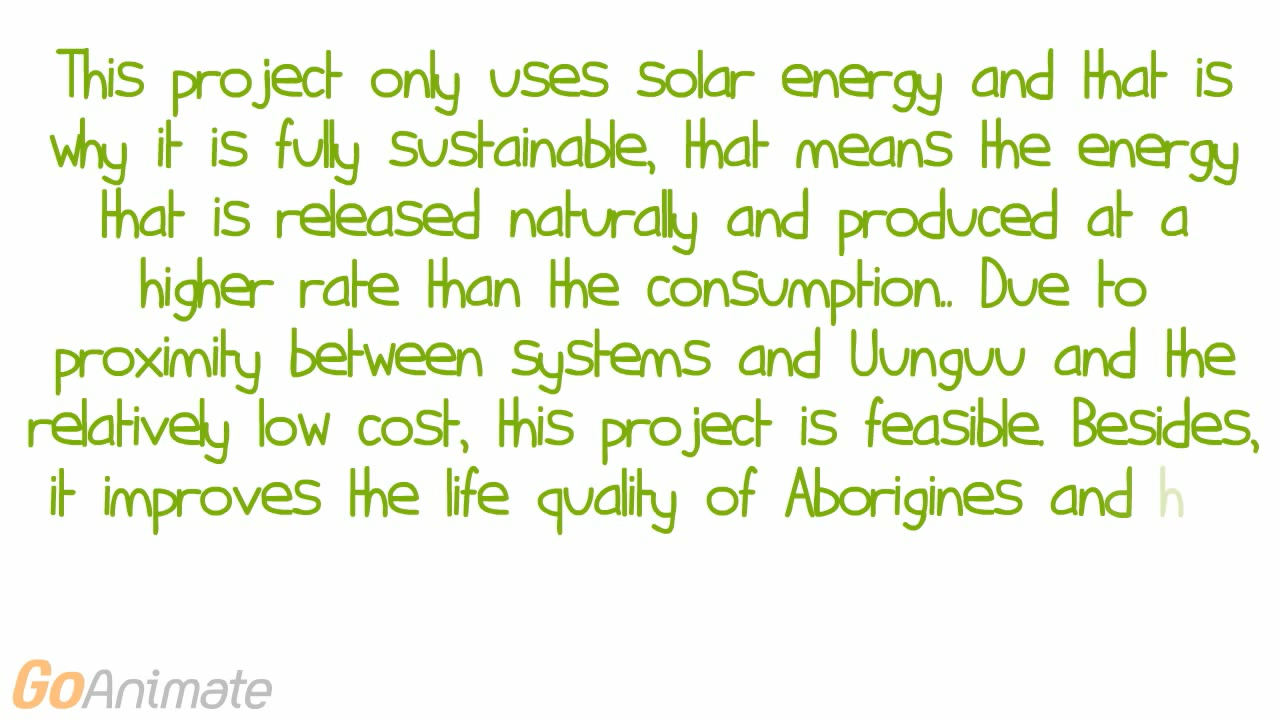 This project only uses solar energy and that is
why it is fully sustainable, that means the energy
that is released naturally and produced at a
higher rate than the consumption.. Due to
proximity between systems and Uunguu and the
relatively low cost, this project is feasible. Besides,
it improves the life quality of Aborigines and h
GoAnimate